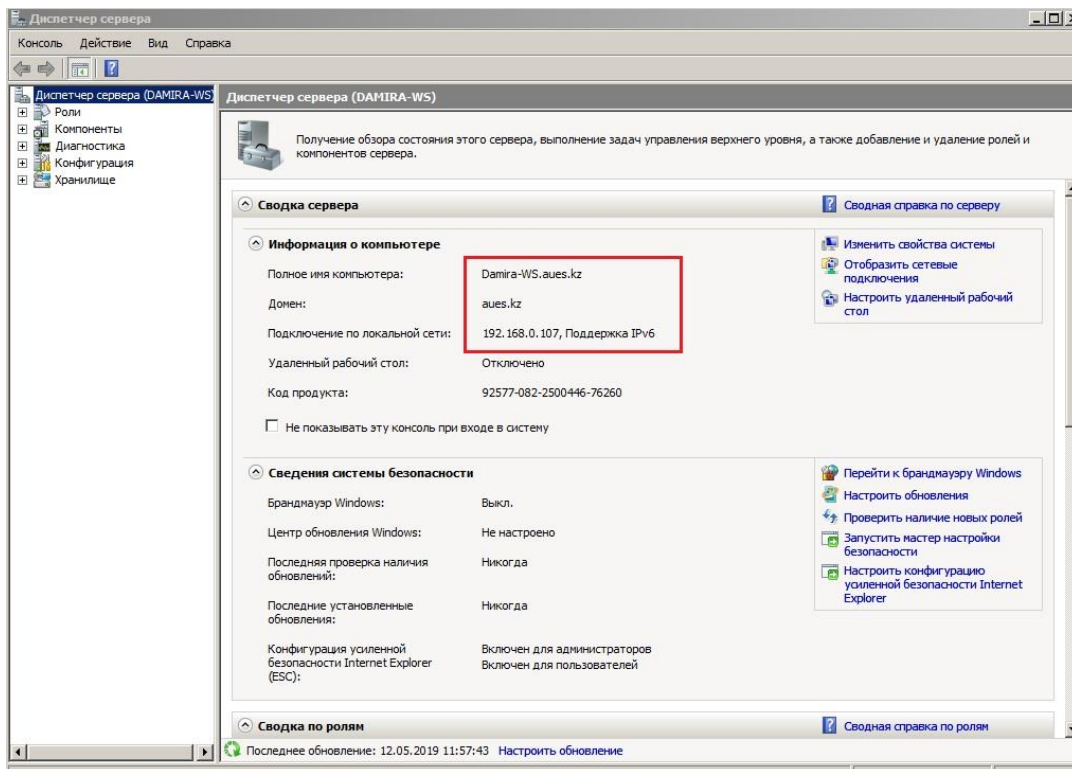 Диспетчер сервера
Консоль Действие Вид Справка
Диспетчер сервера (DAMIRA-WS)
Роли
Компоненты
Диагностика
Конфигурация
Хранилище
Диспетчер сервера (DAMIRA-WS)
Получение обзора состояния этого сервера, выполнение задач управления верхнего уровня, а также добавление и удаление ролей и
компонентов сервера.
Сводка сервера
Сводная справка по серверу
Информация о компьютере
Полное имя компьютера: Damira-WS.aues.kz
Домен: aues.kz
Подключение по локальной сети: 192.168.0.107, Поддержка IPv6
Удаленный рабочий стол: Отключено
Код продукта: 92577-082-2500446-76260
Не показывать эту консоль при входе в систему
Изменить свойства системы
Отобразить сетевые
подключения
Настроить удаленный рабочий
стол
Сведения системы безопасности
Брандмауэр Windows: Выкл.
Центр обновления Windows: Не настроено
Последняя проверка наличия
обновлений:
Никогда
Последние установленные
обновления:
Никогда
Конфигурация усиленной
безопасности Internet Explorer
(ESC):
Включен для администраторов
Включен для пользователей
Перейти к брандмауэру Windows
Настроить обновления
Проверить наличие новых ролей
Запустить мастер настройки
безопасности
Настроить конфигурацию
усиленной безопасности Internet
Explorer
Сводка по ролям
Сводная справка по ролям
Последнее обновление: 12.05.2019 11:57:43 Настроить обновление